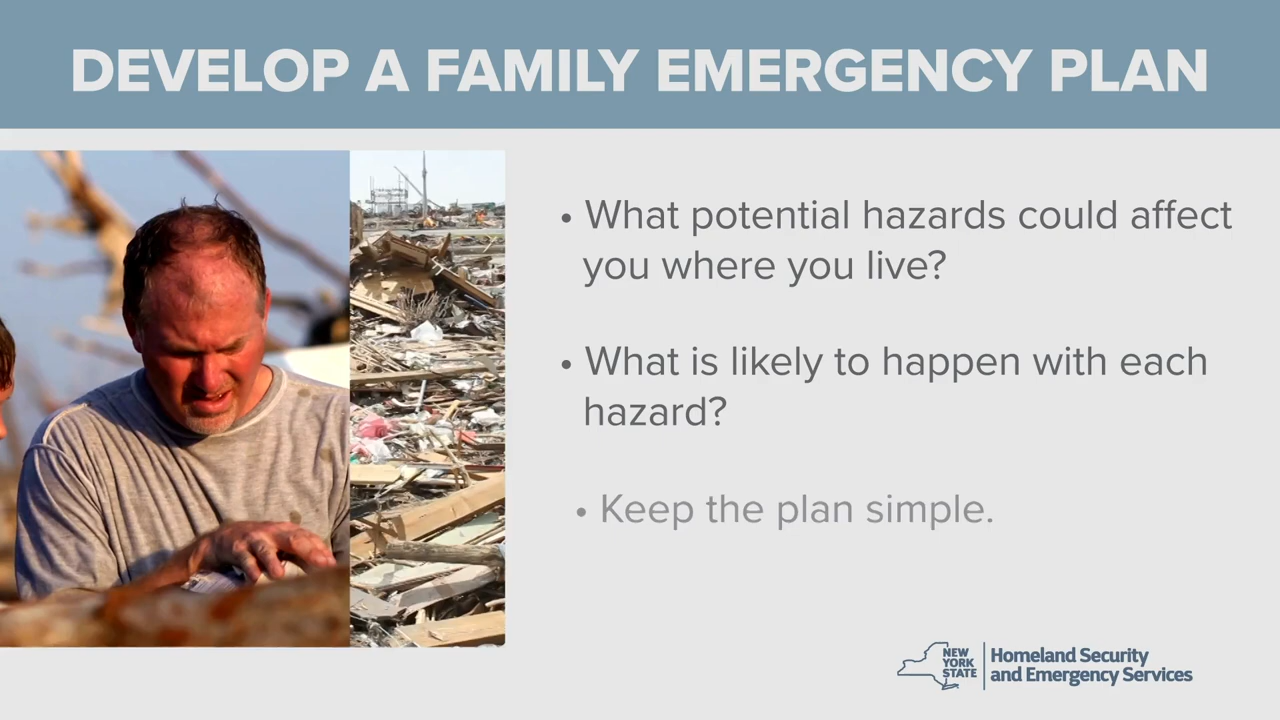 DEVELOP A FAMILY EMERGENCY PLAN
• What potential hazards could affect
you where you live?
• What is likely to happen with each
hazard?
• Keep the plan simple.
NEW
YORK
STATE
Homeland Security
and Emergency Services